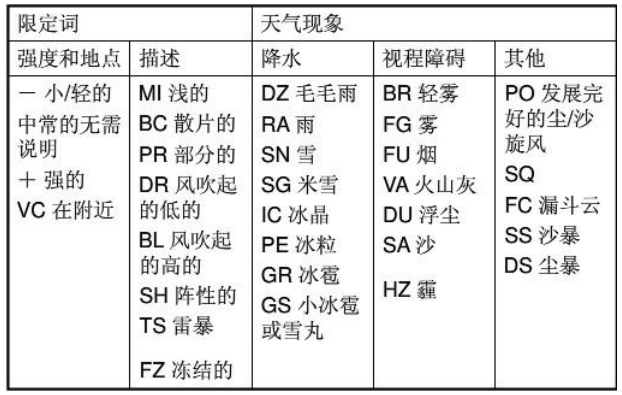 限定词
天气现象
强度和地点
描述
降水
视程障碍
其他
－ 小/轻的
中常的无需
说明
＋ 强的
VC 在附近
MI 浅的
BC 散片的
PR 部分的
DR 风吹起
的低的
BL 风吹起
的高的
SH 阵性的
TS 雷暴
FZ 冻结的
DZ 毛毛雨
RA 雨
SN 雪
SG 米雪
IC 冰晶
PE 冰粒
GR 冰雹
GS 小冰雹
或雪丸
BR 轻雾
FG 雾
FU 烟
VA 火山灰
DU 浮尘
SA 沙
HZ 霾
PO 发展完
好的尘/沙
旋风
SQ
FC 漏斗云
SS 沙暴
DS 尘暴